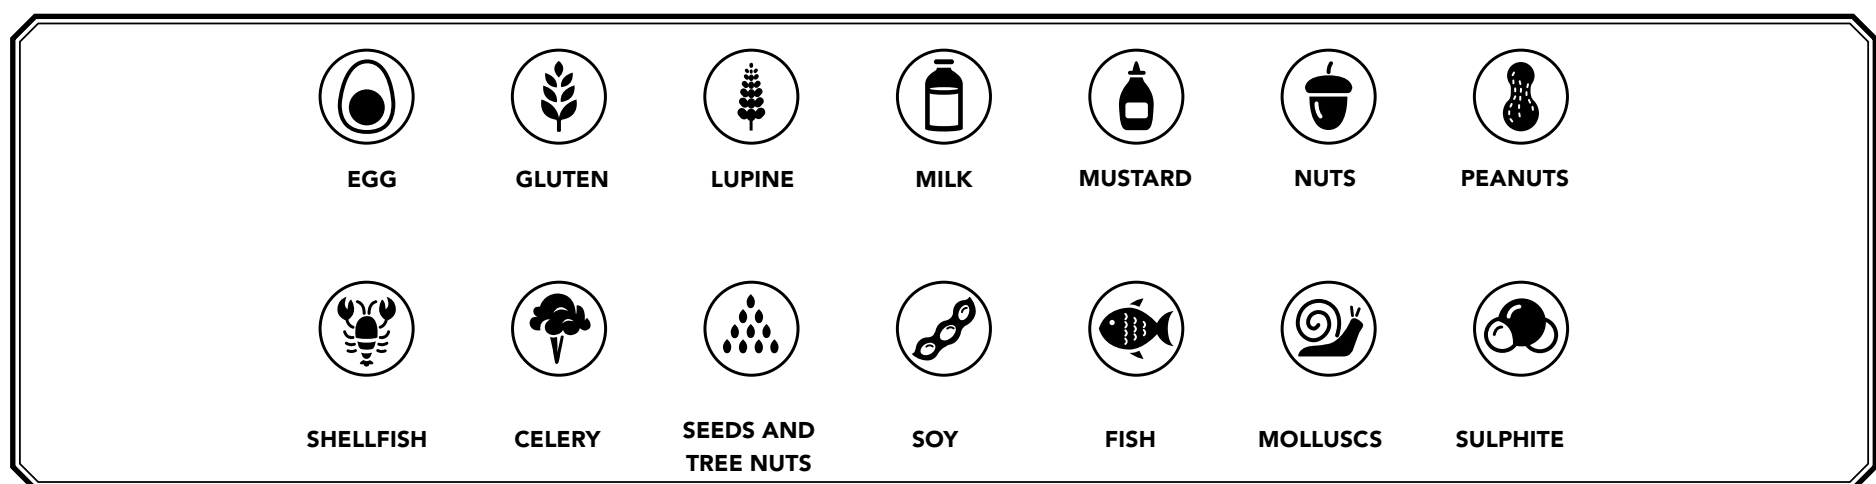 EGG
GLUTEN
LUPINE
MILK
MUSTARD
NUTS
PEANUTS
SHELLFISH
CELERY
SEEDS AND
TREE NUTS
SOY
FISH
MOLLUSCS
SULPHITE